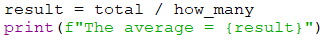 result = total / how_many
print(f"The average = {result}")